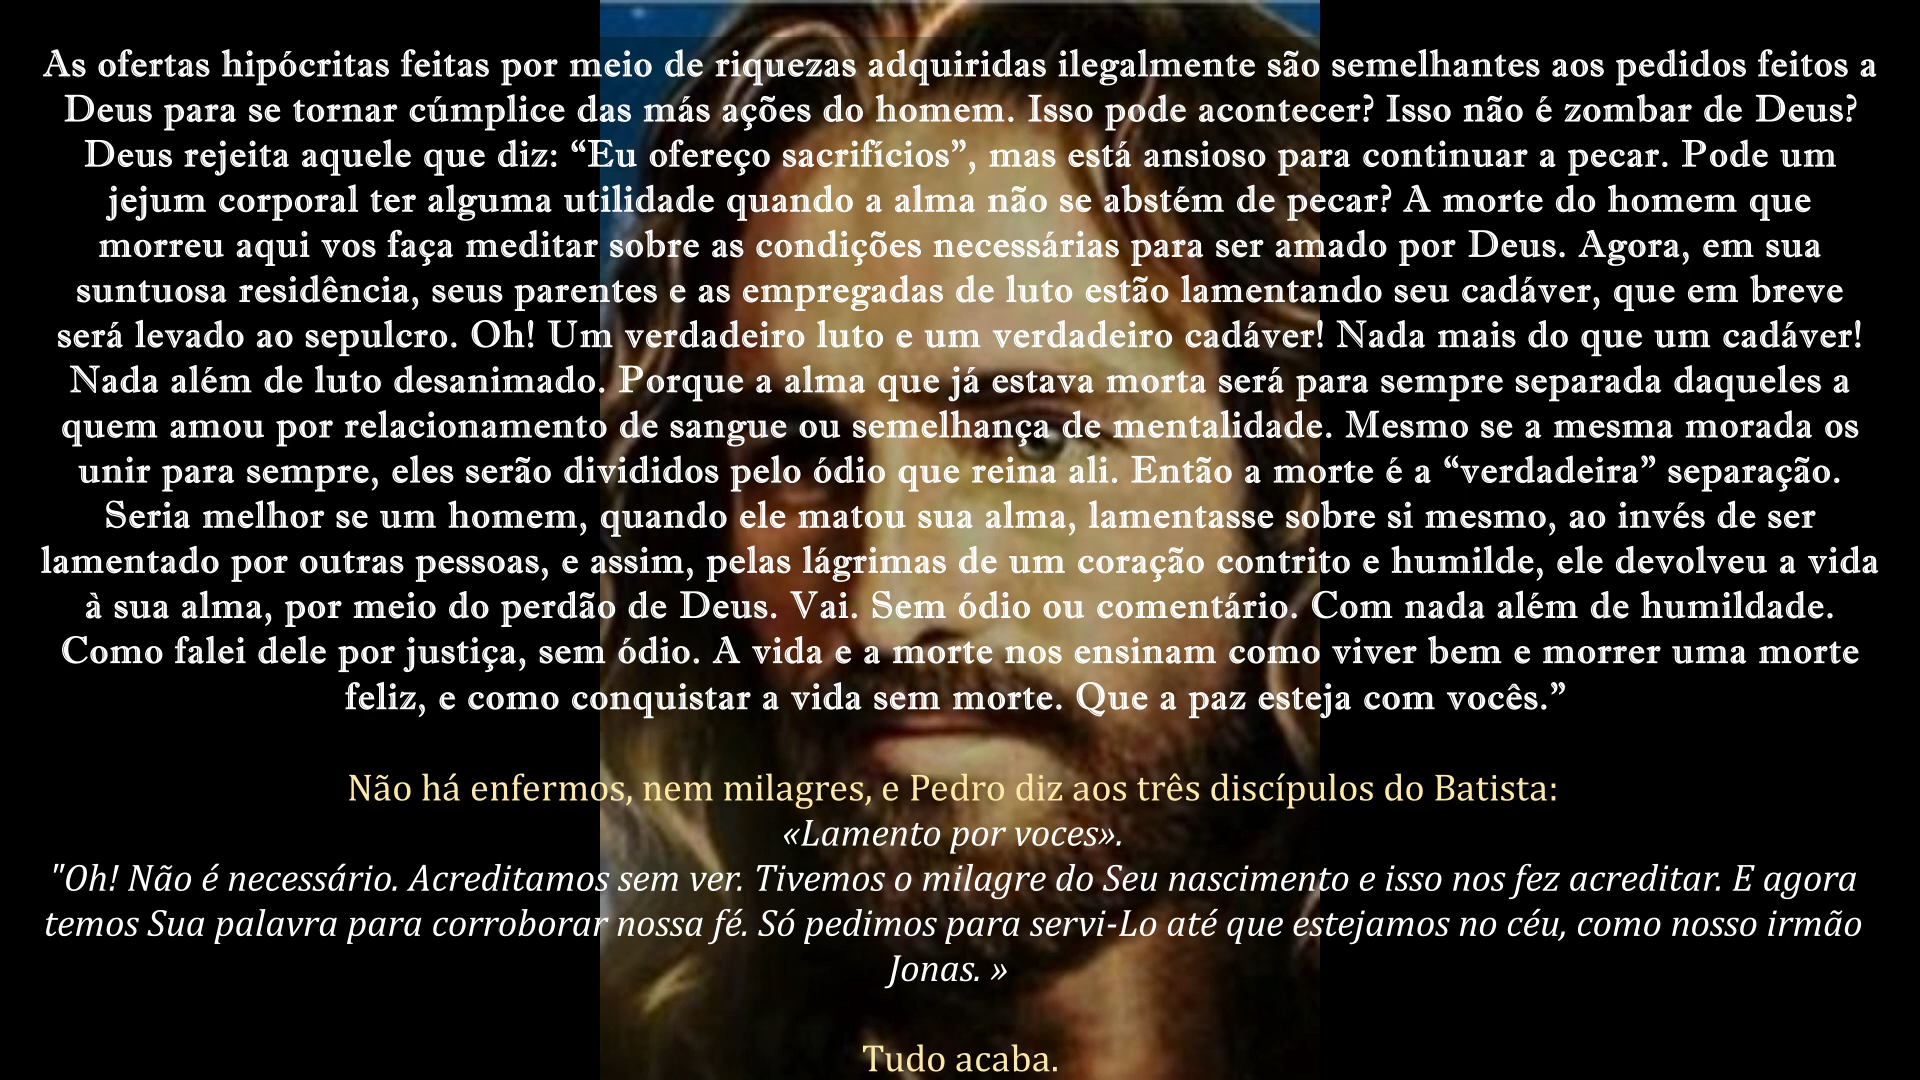 As ofertas hipócritas feitas por meio de riquezas adquiridas ilegalmente são semelhantes aos pedidos feitos a
Deus para se tornar cúmplice das más ações do homem. Isso pode acontecer? Isso não é zombar de Deus?
Deus rejeita aquele que diz: “Eu ofereço sacrifícios”, mas está ansioso para continuar a pecar. Pode um
jejum corporal ter alguma utilidade quando a alma não se abstém de pecar? A morte do homem que
morreu aqui vos faça meditar sobre as condições necessárias para ser amado por Deus. Agora, em sua
suntuosa residência, seus parentes e as empregadas de luto estão lamentando seu cadáver, que em breve
será levado ao sepulcro. Oh! Um verdadeiro luto e um verdadeiro cadáver! Nada mais do que um cadáver!
Nada além de luto desanimado. Porque a alma que já estava morta será para sempre separada daqueles a
quem amou por relacionamento de sangue ou semelhança de mentalidade. Mesmo se a mesma morada os
unir para sempre, eles serão divididos pelo ódio que reina ali. Então a morte é a “verdadeira” separação.
Seria melhor se um homem, quando ele matou sua alma, lamentasse sobre si mesmo, ao invés de ser
lamentado por outras pessoas, e assim, pelas lágrimas de um coração contrito e humilde, ele devolveu a vida
à sua alma, por meio do perdão de Deus. Vai. Sem ódio ou comentário. Com nada além de humildade.
Como falei dele por justiça, sem ódio. A vida e a morte nos ensinam como viver bem e morrer uma morte
feliz, e como conquistar a vida sem morte. Que a paz esteja com vocês.”
Não há enfermos, nem milagres, e Pedro diz aos três discípulos do Batista:
«Lamento por voces».
"Oh! Não é necessário. Acreditamos sem ver. Tivemos o milagre do Seu nascimento e isso nos fez acreditar. E agora
temos Sua palavra para corroborar nossa fé. Só pedimos para servi-Lo até que estejamos no céu, como nosso irmão
Jonas. »
Tudo acaba.